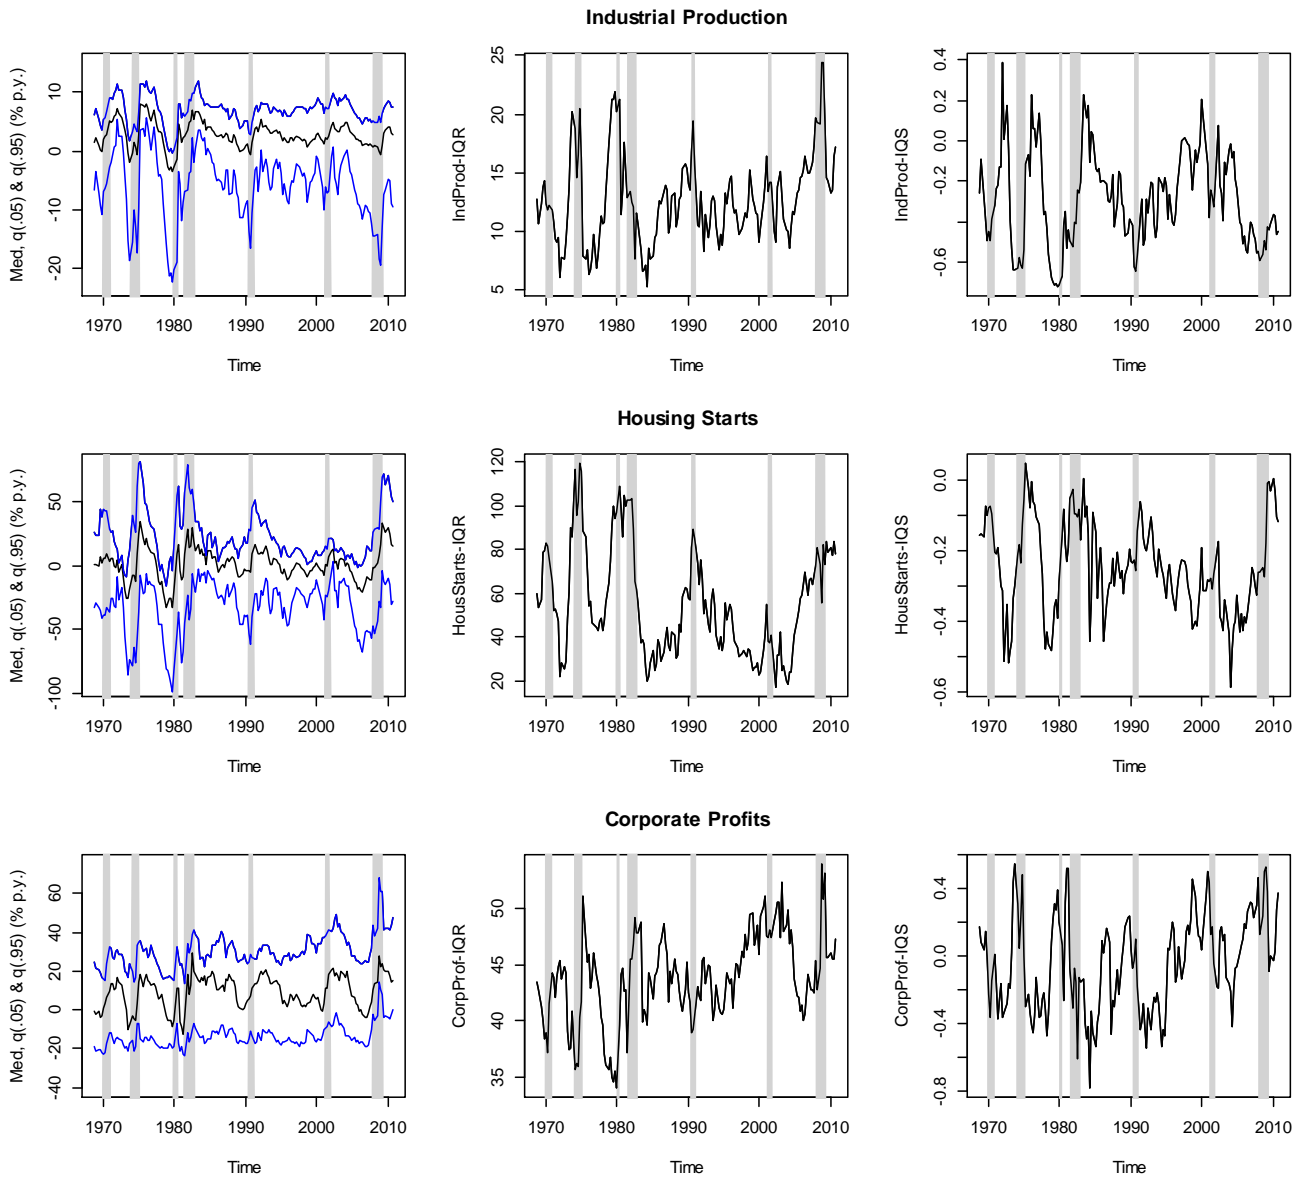 Industrial Production
Med, q(.05) & q(.95) (% p.y.)
10
0
-10
-20
1970 1980 1990 2000 2010
Time
IndProd-IQR
25
20
15
10
5
1970 1980 1990 2000 2010
Time
IndProd-IQS
0.4
0.2
0.0
-0.2
-0.6
1970 1980 1990 2000 2010
Time
Housing Starts
Med, q(.05) & q(.95) (% p.y.)
50
0
-50
-100
1970 1980 1990 2000 2010
Time
HousStarts-IQR
120
100
80
60
40
20
1970 1980 1990 2000 2010
Time
HousStarts-IQS
0.0
-0.2
-0.4
-0.6
1970 1980 1990 2000 2010
Time
Corporate Profits
Med, q(.05) & q(.95) (% p.y.)
60
40
20
0
-20
-40
1970 1980 1990 2000 2010
Time
CorpProf-IQR
50
45
40
35
1970 1980 1990 2000 2010
Time
CorpProf-IQS
0.4
0.0
-0.4
-0.8
1970 1980 1990 2000 2010
Time